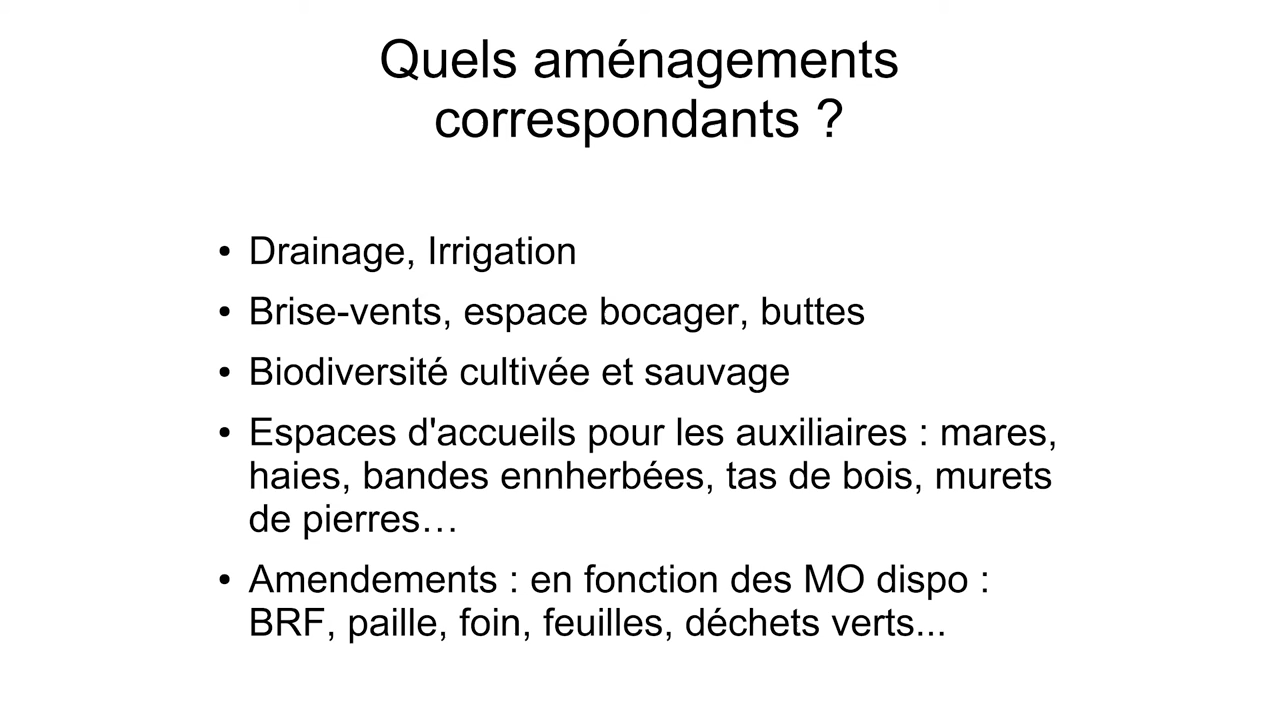 Quels aménagements
correspondants ?
• Drainage, Irrigation
• Brise-vents, espace bocager, buttes
• Biodiversité cultivée et sauvage
• Espaces d'accueils pour les auxiliaires : mares,
haies, bandes ennherbées, tas de bois, murets
de pierres…
• Amendements : en fonction des MO dispo :
BRF, paille, foin, feuilles, déchets verts...